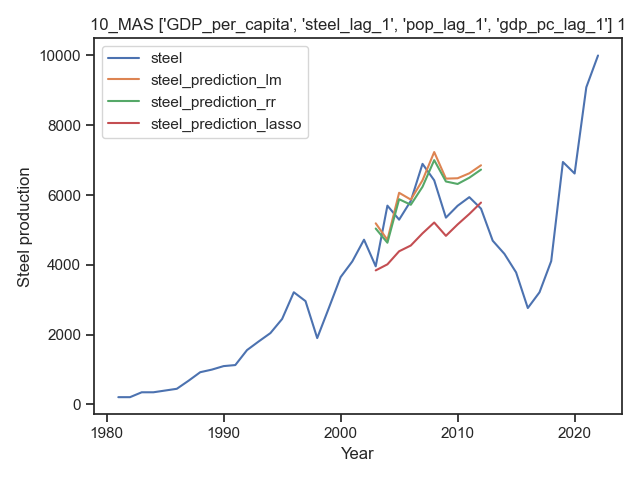 10_MAS ['GDP_per_capita', 'steel_lag_1', 'pop_lag_1', 'gdp_pc_lag_1'] 1
steel
steel_prediction_lm
steel_prediction_rr
steel_prediction_lasso
Steel production
10000
8000
6000
4000
2000
0
1980
1990
2000
2010
2020
Year